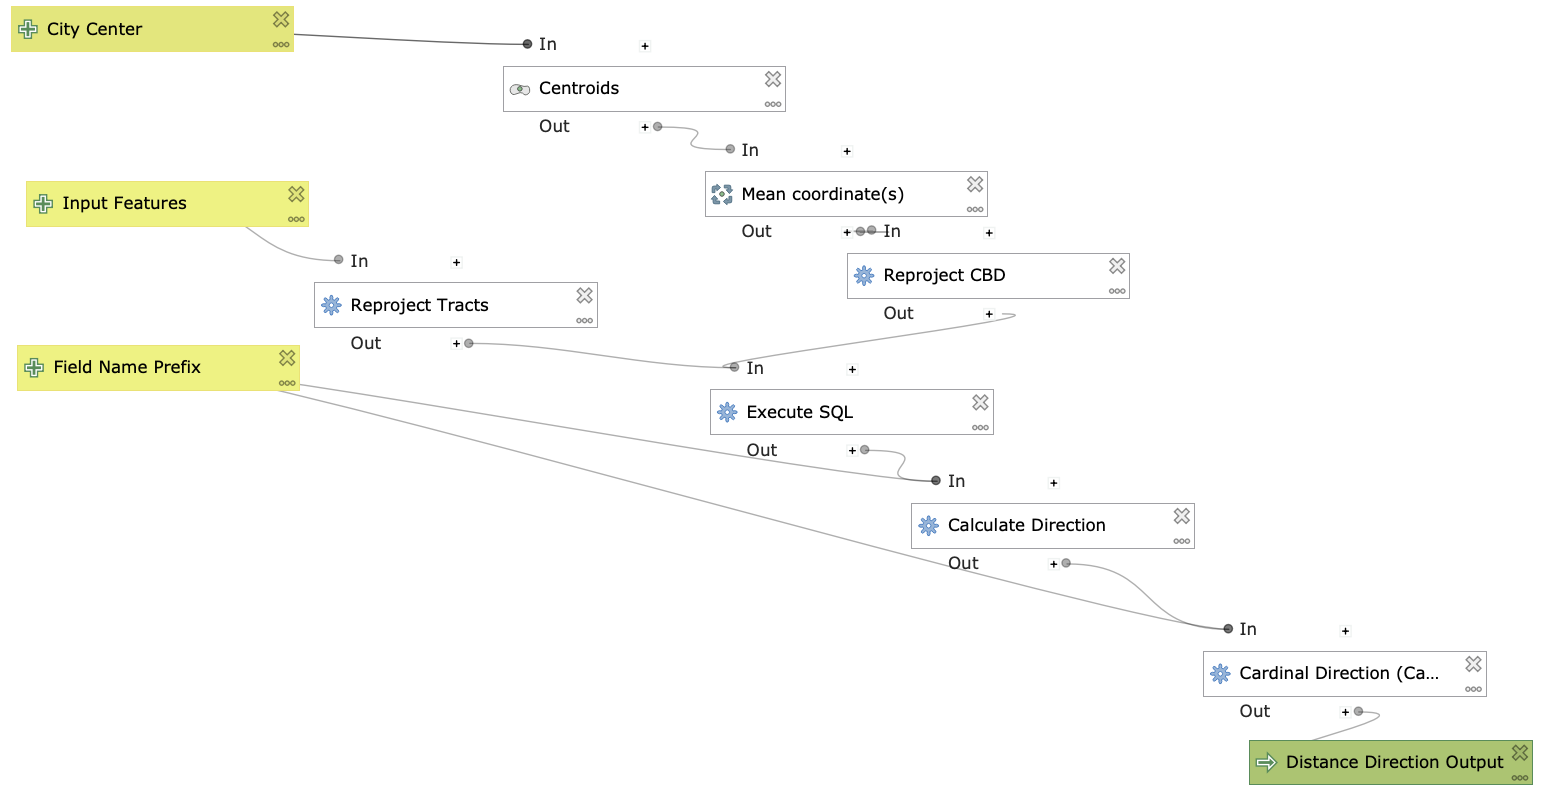 City Center
In
Centroids
Out
In
Input Features
Mean coordinate(s)
Out
In
In
Reproject CBD
Reproject Tracts
Out
Out
Field Name Prefix
In
Execute SQL
Out
In
Calculate Direction
Out
In
Cardinal Direction (Ca...
Out
Distance Direction Output